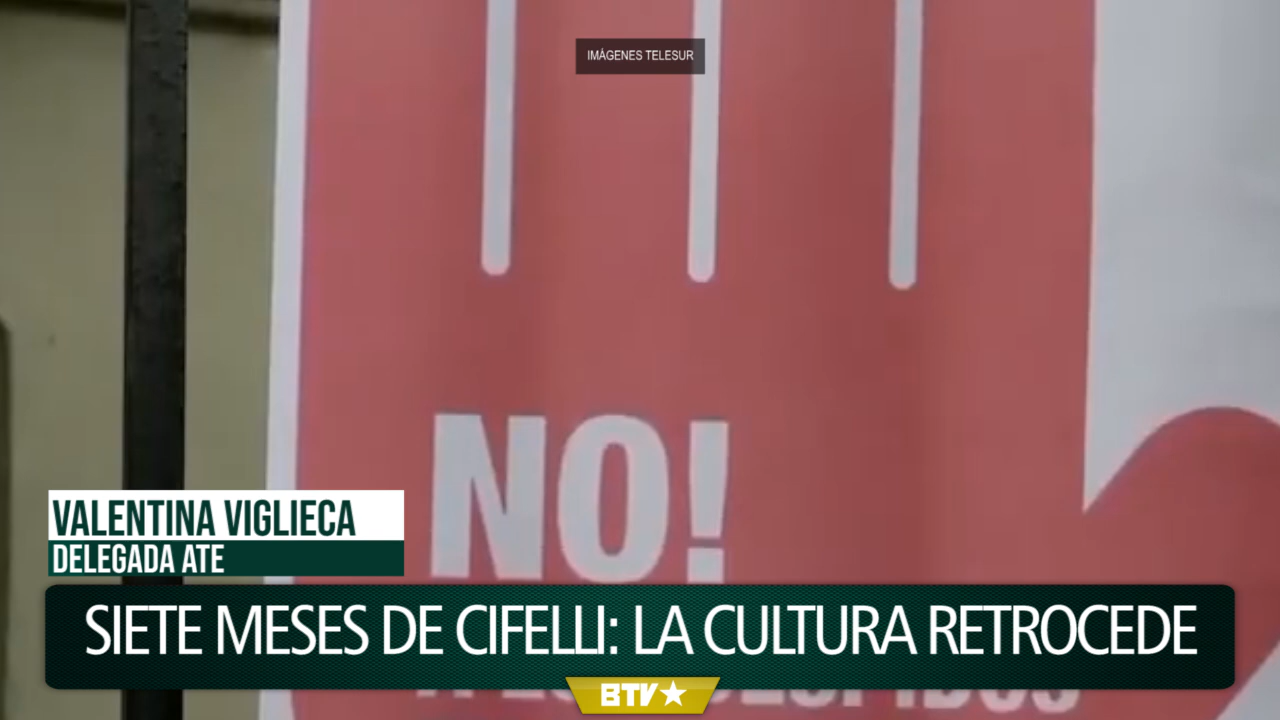 IMÁGENES TELESUR
NO!
VALENTINA VIGLIECA
DELEGADA ATE
SIETE MESES DE CIFELLI: LA CULTURA RETROCEDE
BTV